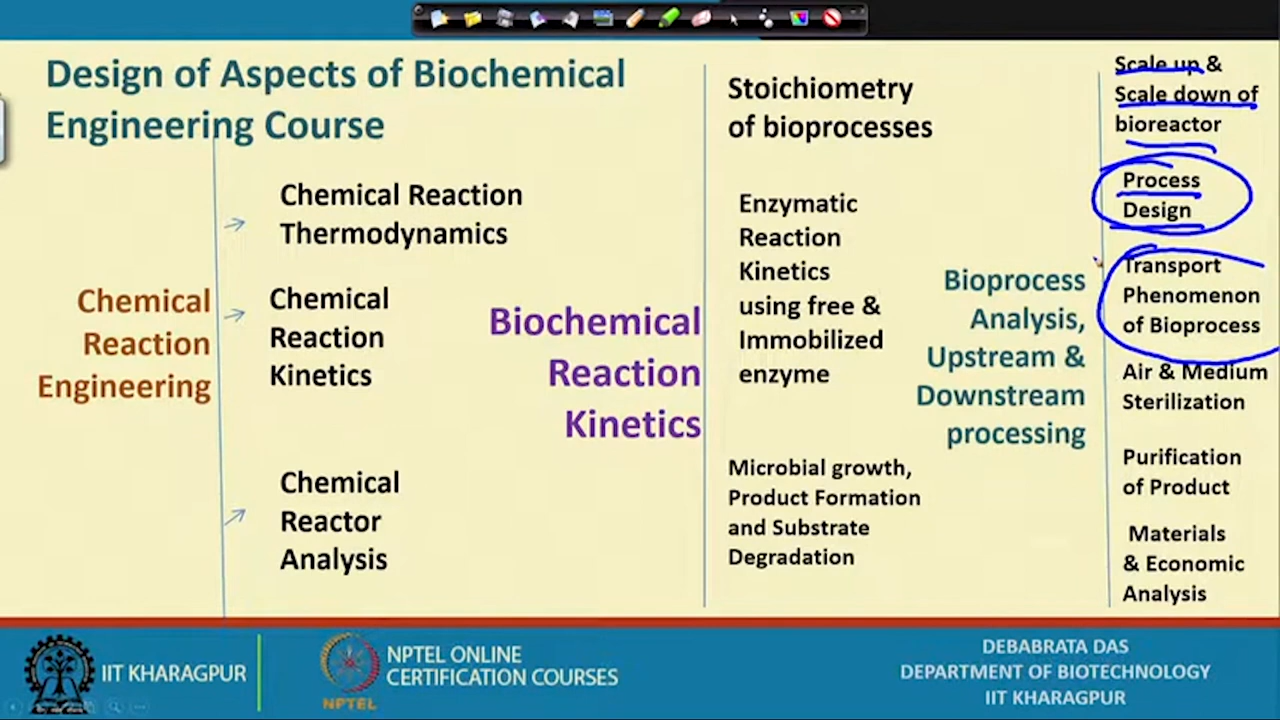 Design of Aspects of Biochemical
Engineering Course
Chemical
Reaction
Engineering
Chemical Reaction
Thermodynamics
Chemical
Reaction
Kinetics
Chemical
Reactor
Analysis
Biochemical
Reaction
Kinetics
Stoichiometry
of bioprocesses
Enzymatic
Reaction
Kinetics
using free &
Immobilized
enzyme
Microbial growth,
Product Formation
and Substrate
Degradation
Bioprocess
Analysis,
Upstream &
Downstream
processing
Scale up &
Scale down of
bioreactor
Process
Design
Transport
Phenomenon
of Bioprocess
Air & Medium
Sterilization
Purification
of Product
Materials
& Economic
Analysis
IIT KHARAGPUR
NPTEL
NPTEL ONLINE
CERTIFICATION COURSES
DEBABRATA DAS
DEPARTMENT OF BIOTECHNOLOGY
IIT KHARAGPUR